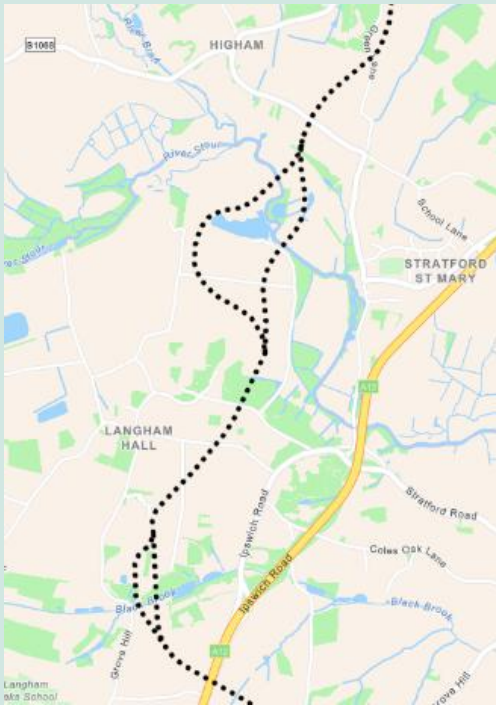 Green Lane
River Brett
B1068
HIGHAM
River Stour
School Lane
River Stour
STRATFORD
ST MARY
A12
LANGHAM
HALL
Ipswich Road
Stratford Road
Coles Oak Lane
Ipswich Road
Black Brook
Black Brook
Grove Hill
A12
Langham
Oaks School
Grove Hill